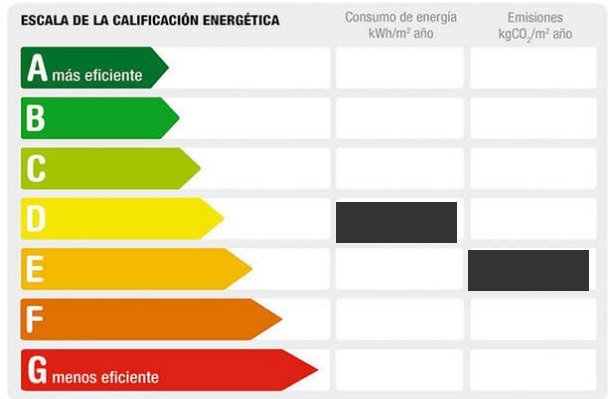 ESCALA DE LA CALIFICACIÓN ENERGÉTICA
Consumo de energía
kWh/m² año
Emisiones
kgCO₂/m² año
A más eficiente
B
C
D
E
F
G menos eficiente